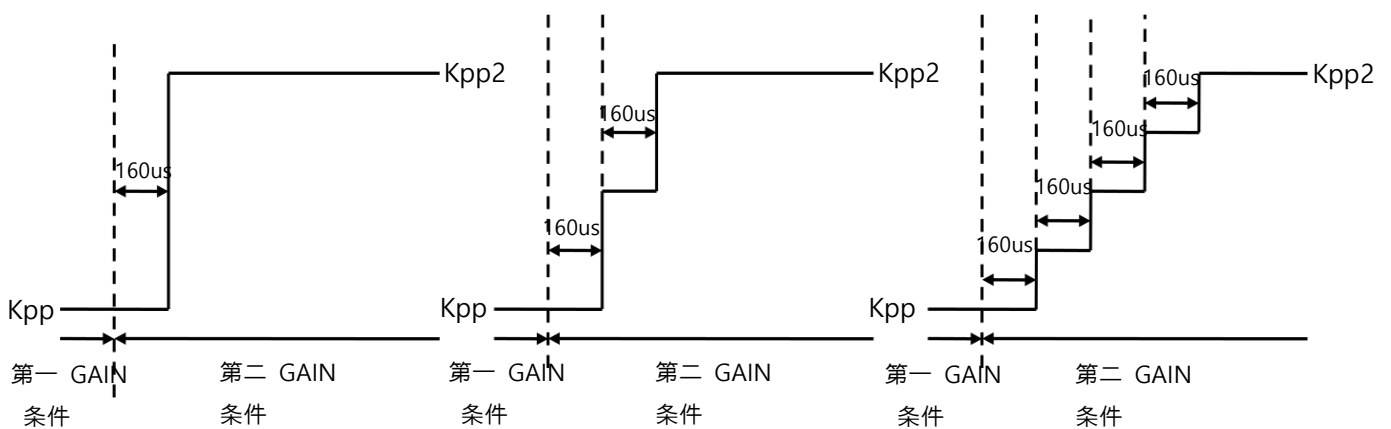 Kpp2
160us
Kpp
第一 GAIN
条件
第二 GAIN
条件
Kpp2
160us
160us
Kpp
第一 GAIN
条件
第二 GAIN
条件
Kpp2
160us
160us
160us
160us
Kpp
第一 GAIN
条件
第二 GAIN
条件